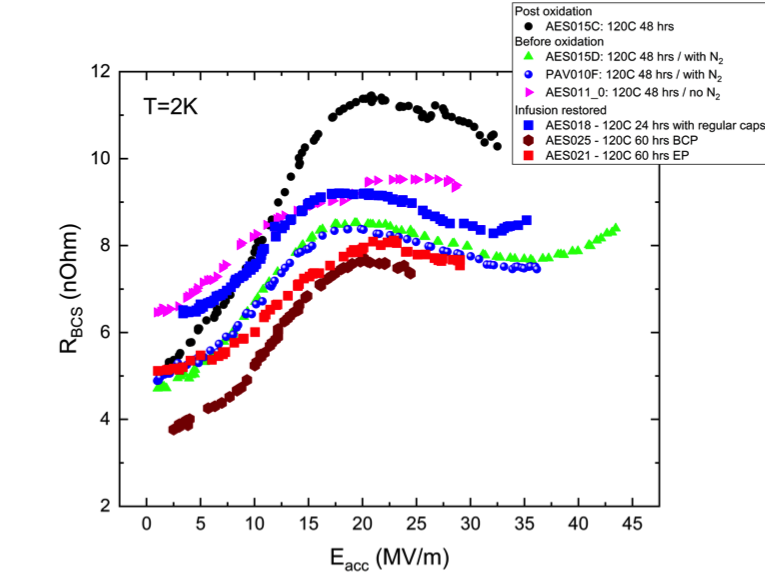 Post oxidation
AES015C: 120C 48 hrs
Before oxidation
AES015D: 120C 48 hrs / with N₂
PAV010F: 120C 48 hrs / with N₂
AES011_0: 120C 48 hrs / no N₂
Infusion restored
AES018 - 120C 24 hrs with regular caps
AES025 - 120C 60 hrs BCP
AES021 - 120C 60 hrs EP
T=2K
12
10
8
6
4
2
R_BCS (nOhm)
0 5 10 15 20 25 30 35 40 45
E_acc (MV/m)